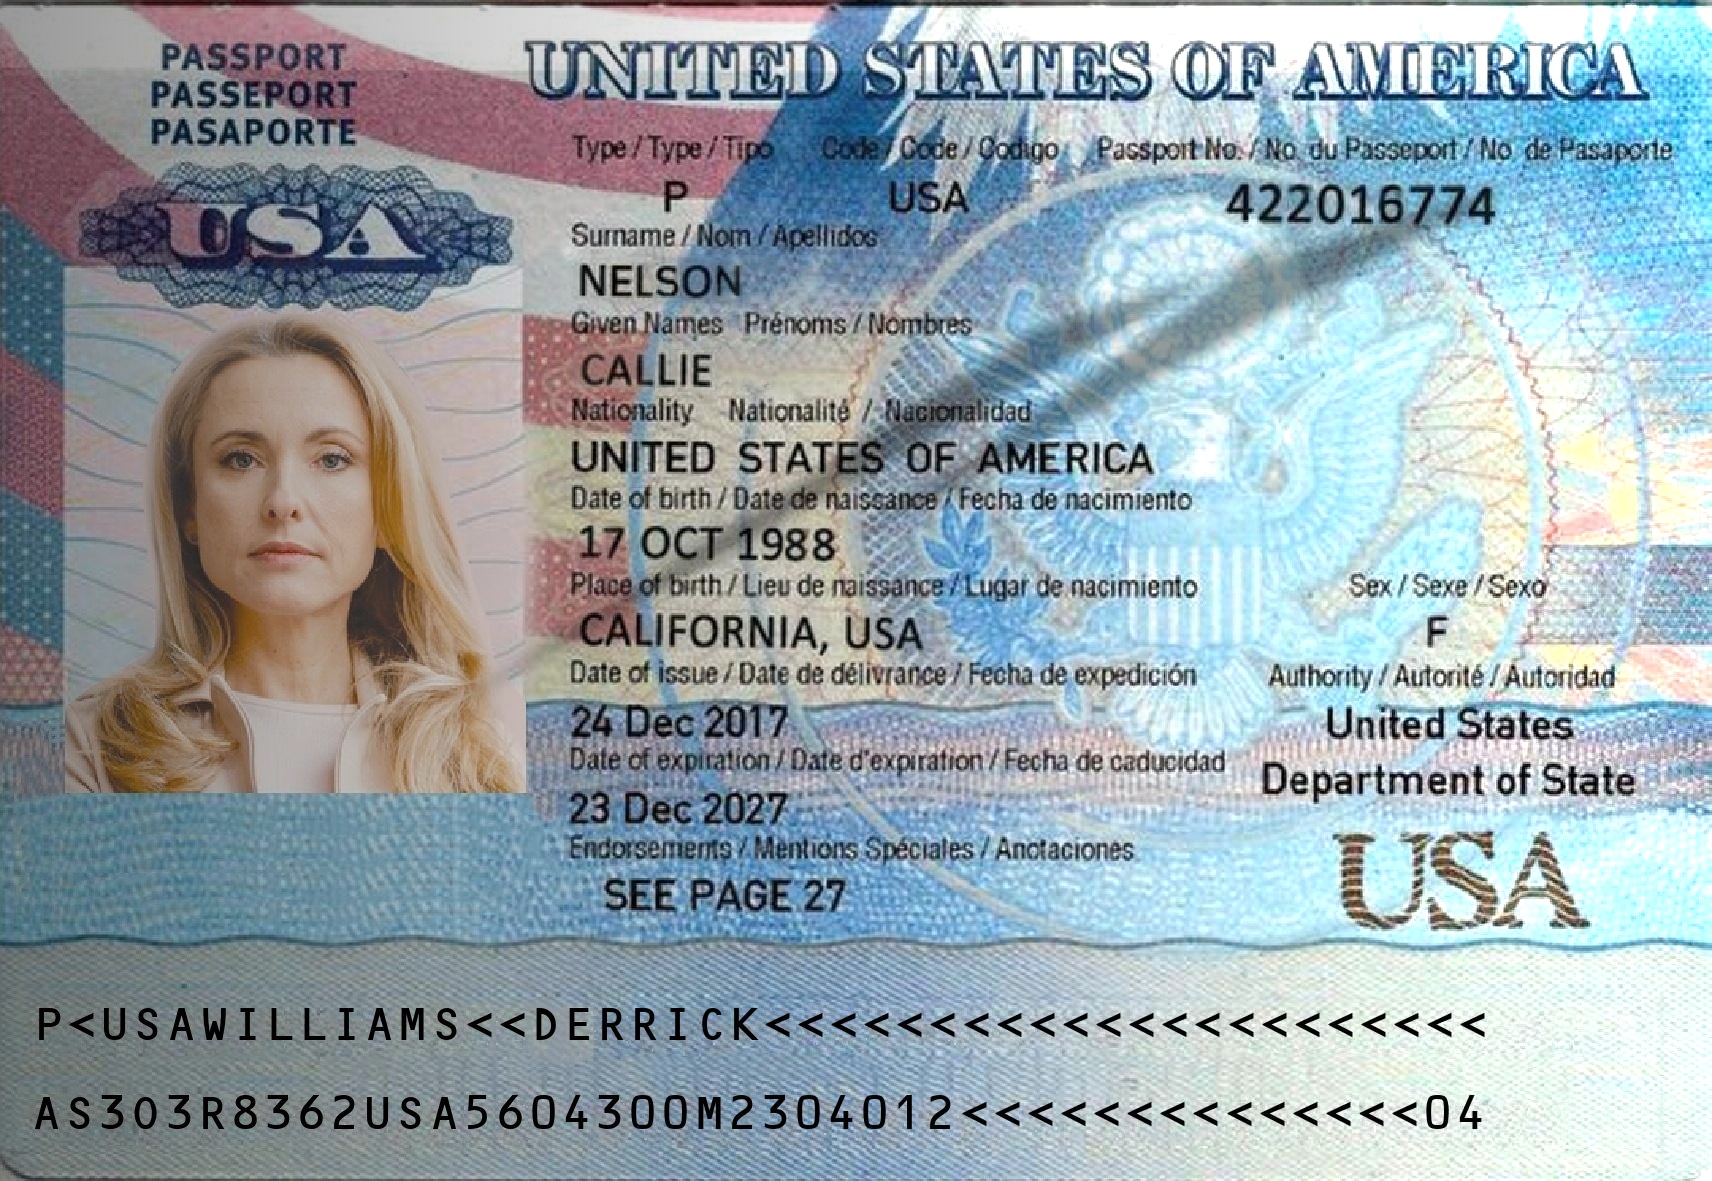 PASSPORT
PASSEPORT
PASAPORTE
USA
UNITED STATES OF AMERICA
Type / Type / Tipo Code / Code / Codigo Passport No. / No. du Passeport / No de Pasaporte
P USA 422016774
Surname / Nom / Apellidos
NELSON
Given Names Prénoms / Nombres
CALLIE
Nationality Nationalité / Nacionalidad
UNITED STATES OF AMERICA
Date of birth / Date de naissance / Fecha de nacimiento
17 OCT 1988
Place of birth / Lieu de naissance / Lugar de nacimiento Sex / Sexe / Sexo
CALIFORNIA, USA F
Date of issue / Date de délivrance / Fecha de expedición Authority / Autorité / Autoridad
24 Dec 2017 United States
Date of expiration / Date d'expiration / Fecha de caducidad Department of State
23 Dec 2027
Endorsements / Mentions Spéciales / Anotaciones
SEE PAGE 27
USA
P<USAWILLIAMS<<DERRICK<<<<<<<<<<<<<<<<<<<<<<
AS303R8362USA5604300M2304012<<<<<<<<<<<<<<04